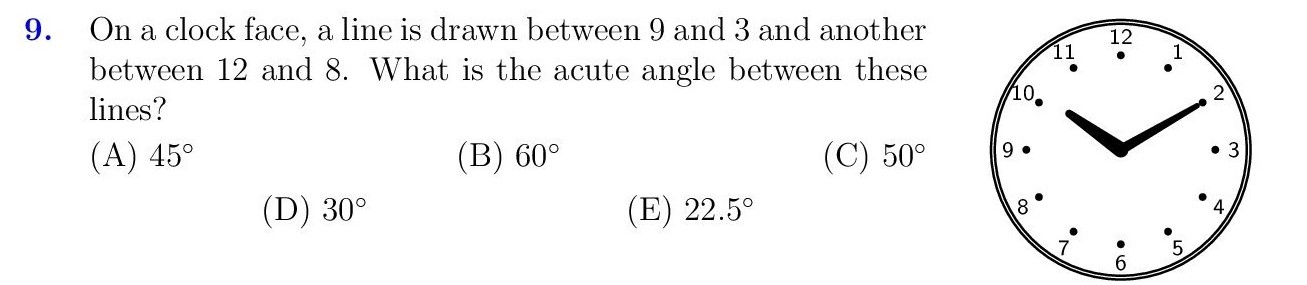 9. On a clock face, a line is drawn between 9 and 3 and another
between 12 and 8. What is the acute angle between these
lines?
(A) 45° (B) 60° (C) 50°
(D) 30° (E) 22.5°
12
11 1
10 2
9 3
8 4
7 5
6